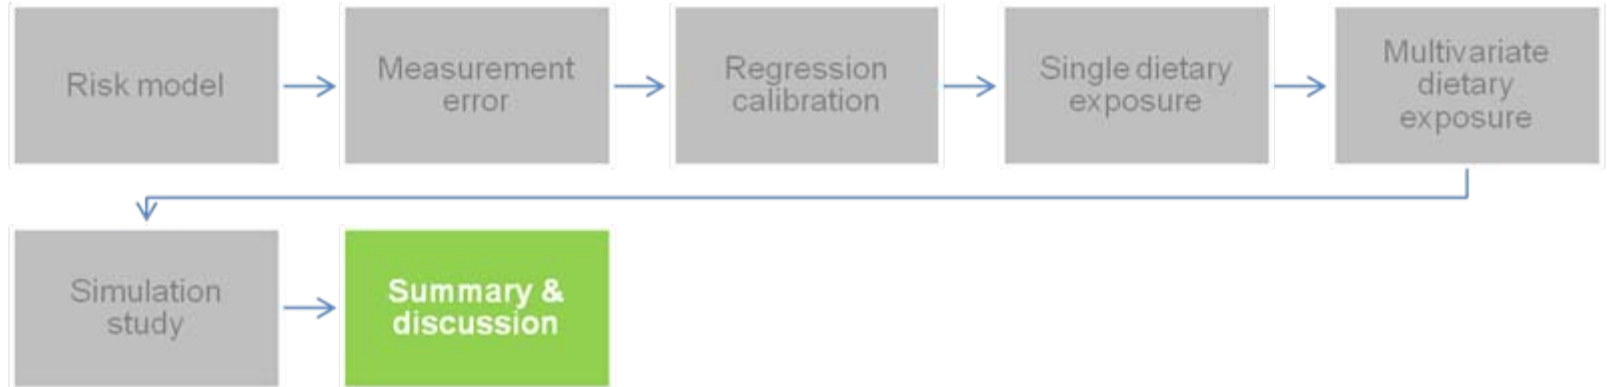 Risk model
Measurement
error
Regression
calibration
Single dietary
exposure
Multivariate
dietary
exposure
Simulation
study
Summary &
discussion